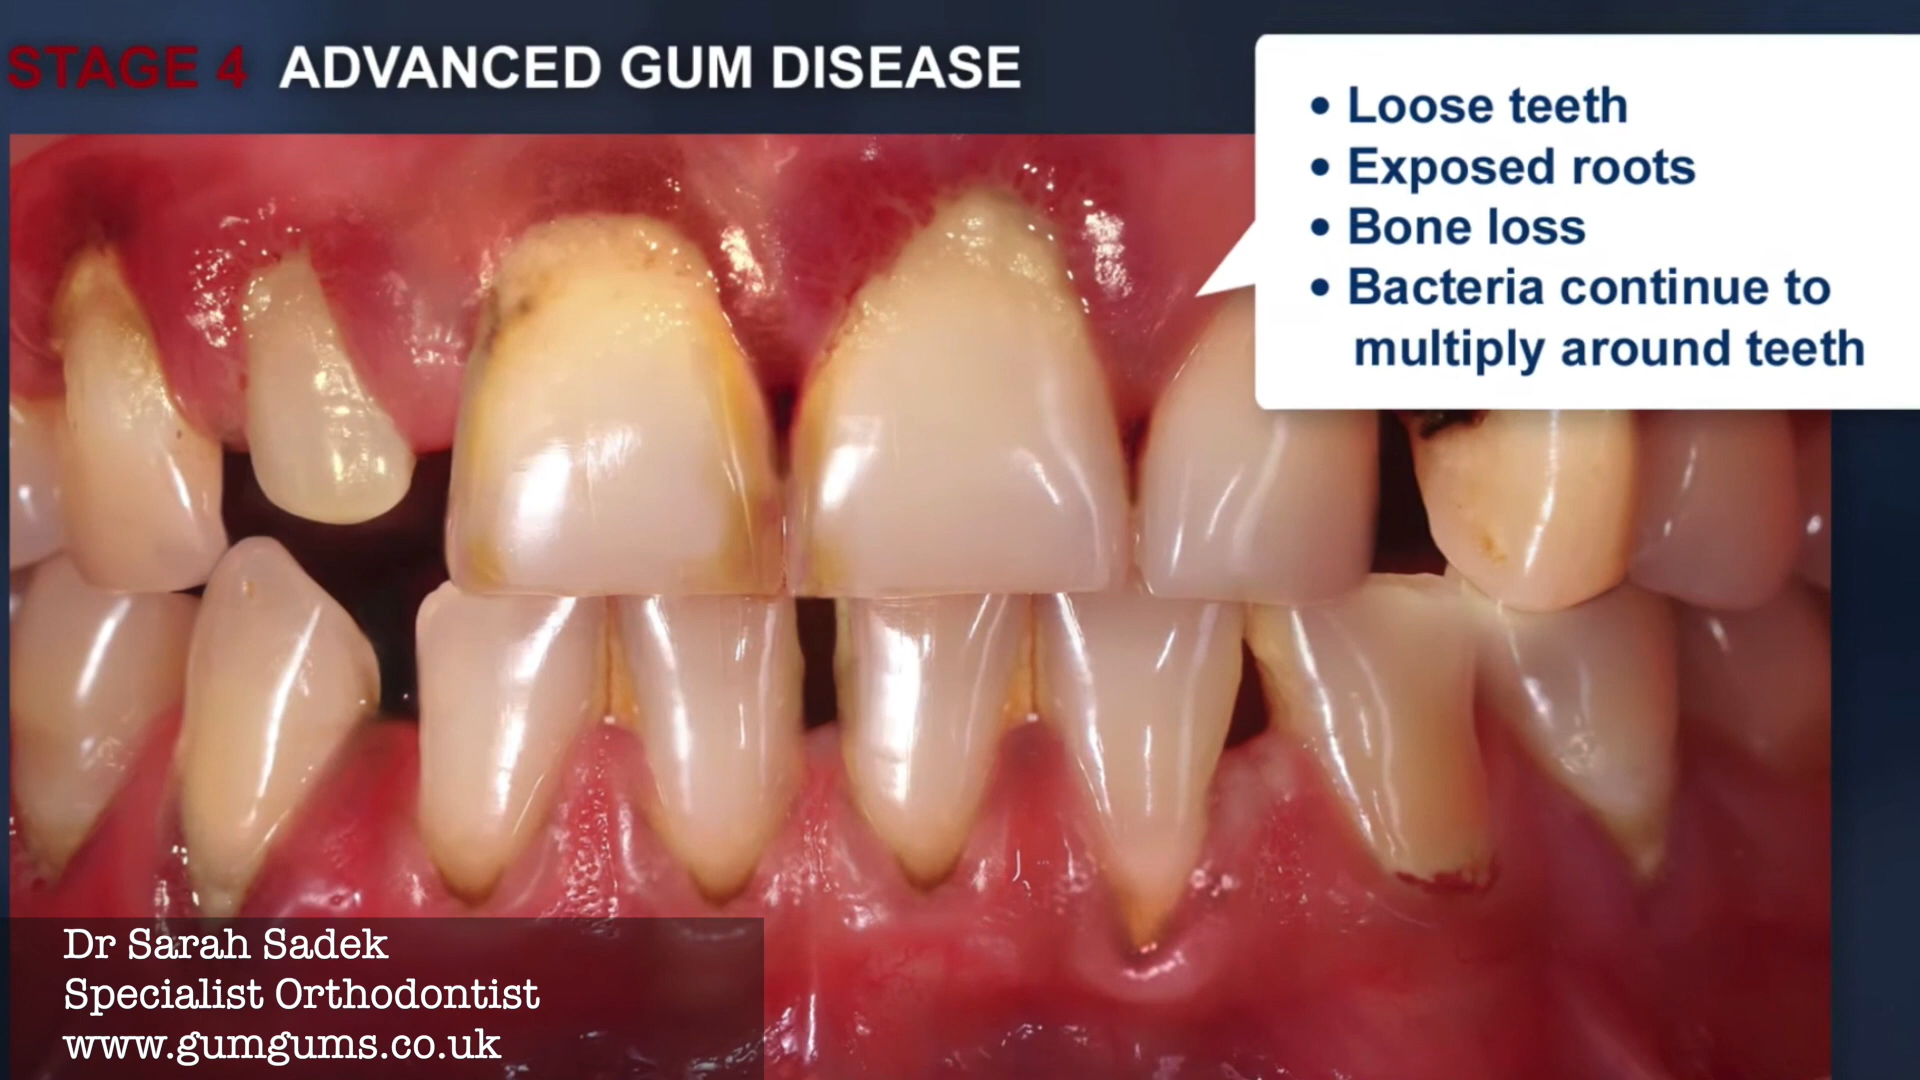 STAGE 4 ADVANCED GUM DISEASE
• Loose teeth
• Exposed roots
• Bone loss
• Bacteria continue to
multiply around teeth
Dr Sarah Sadek
Specialist Orthodontist
www.gumgums.co.uk